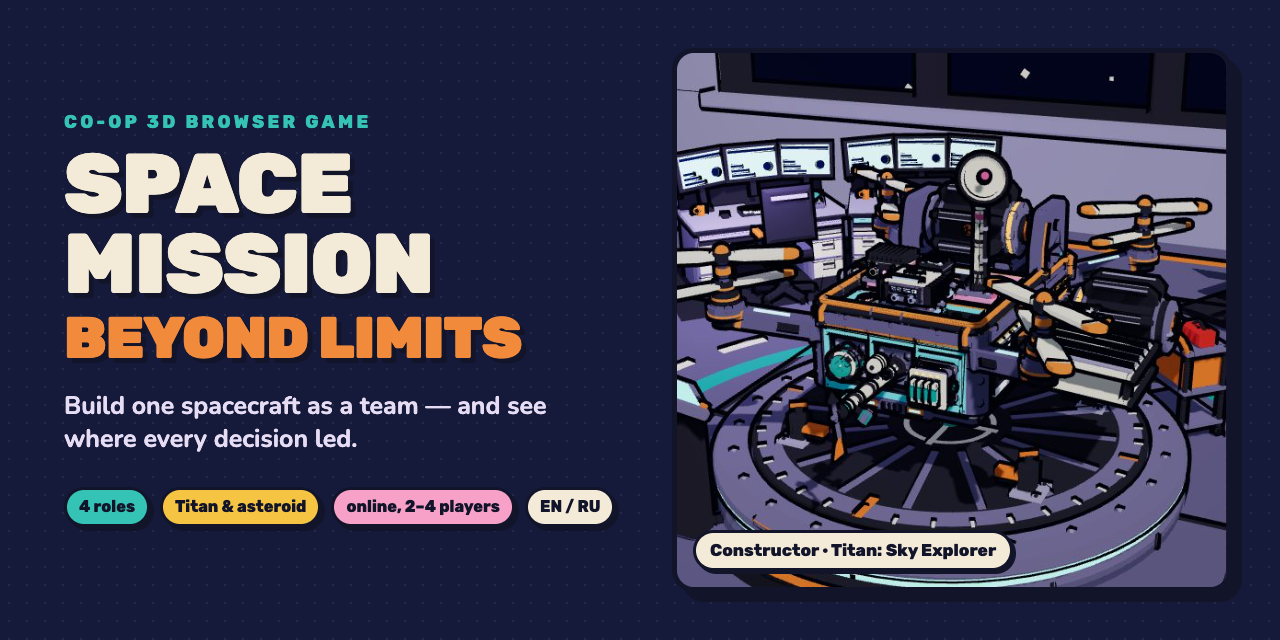 CO-OP 3D BROWSER GAME
SPACE
MISSION
BEYOND LIMITS
Build one spacecraft as a team — and see
where every decision led.
4 roles
Titan & asteroid
online, 2–4 players
EN / RU
Constructor · Titan: Sky Explorer